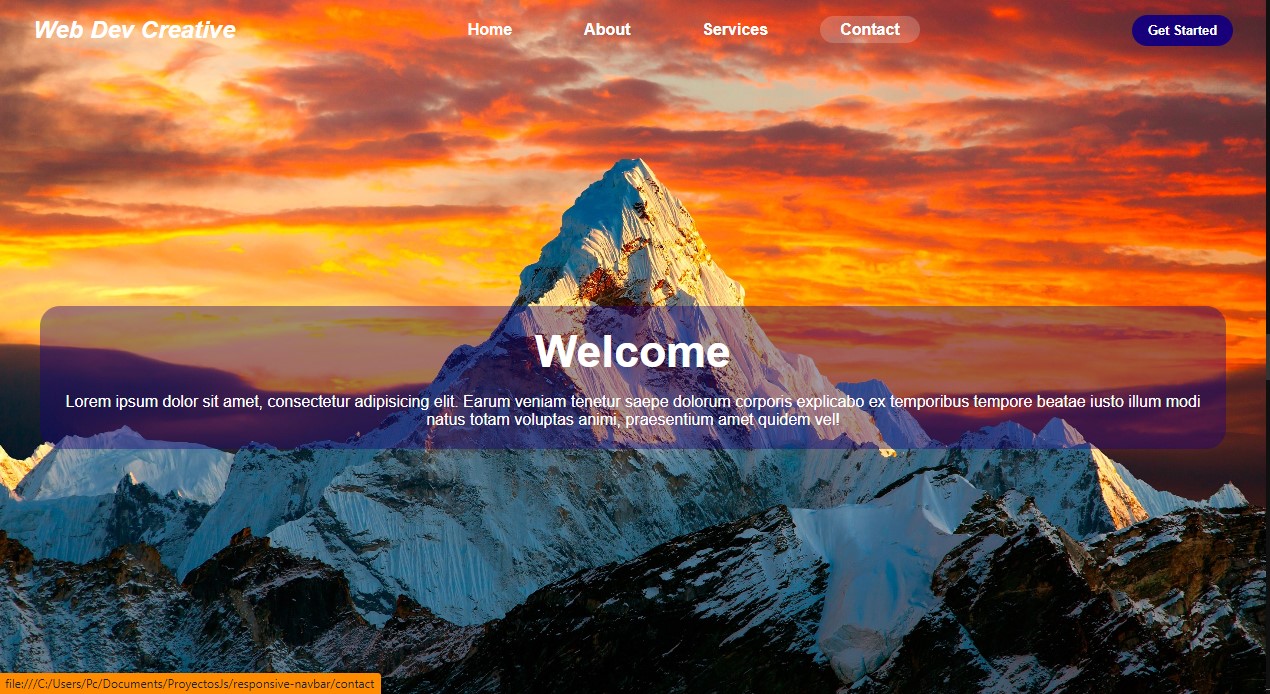 Web Dev Creative
Home
About
Services
Contact
Get Started
Welcome
Lorem ipsum dolor sit amet, consectetur adipisicing elit. Earum veniam tenetur saepe dolorum corporis explicabo ex temporibus tempore beatae iusto illum modi
natus totam voluptas animi, praesentium amet quidem vel!
file:///C:/Users/Pc/Documents/ProyectosJs/responsive-navbar/contact